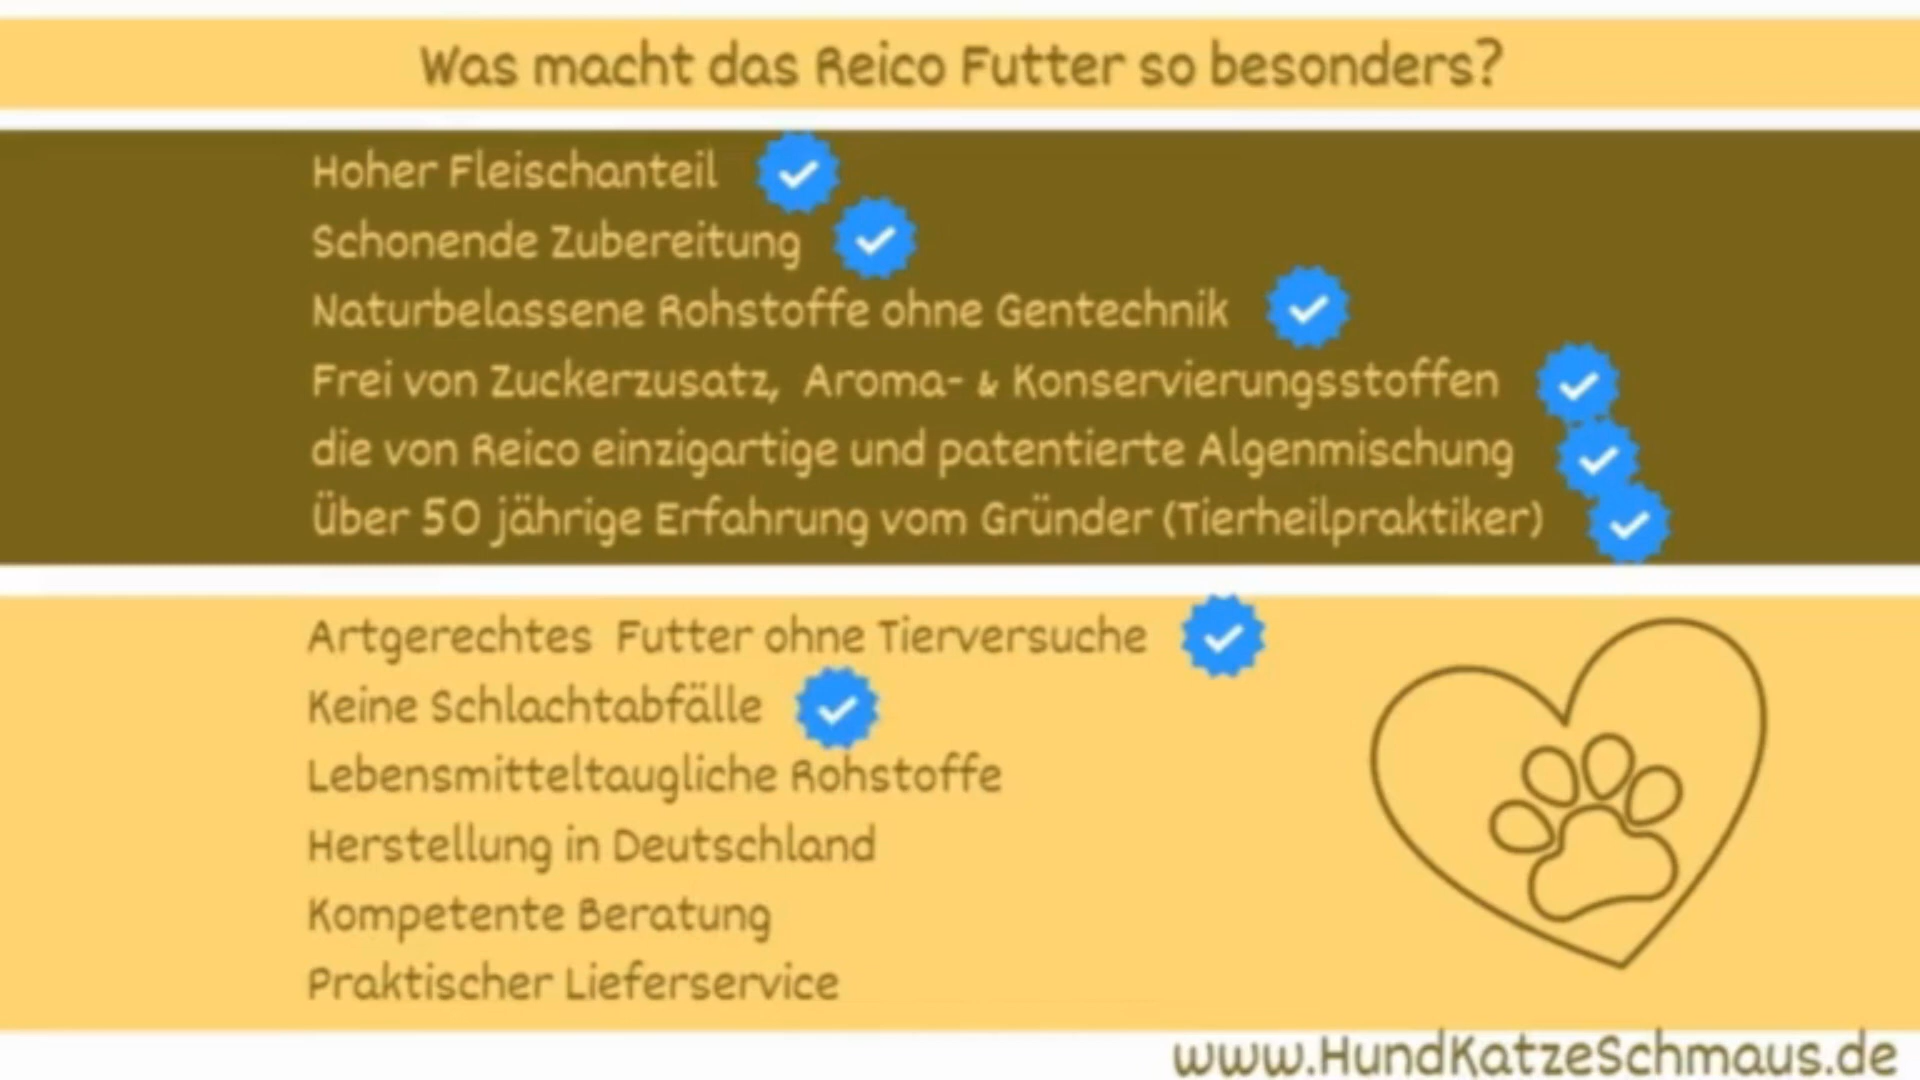 Was macht das Reico Futter so besonders?
Hoher Fleischanteil
Schonende Zubereitung
Naturbelassene Rohstoffe ohne Gentechnik
Frei von Zuckerzusatz, Aroma- & Konservierungsstoffen
die von Reico einzigartige und patentierte Algenmischung
Über 50 jährige Erfahrung vom Gründer (Tierheilpraktiker)
Artgerechtes Futter ohne Tierversuche
Keine Schlachtabfälle
Lebensmitteltaugliche Rohstoffe
Herstellung in Deutschland
Kompetente Beratung
Praktischer Lieferservice
www.HundKatzeSchmaus.de